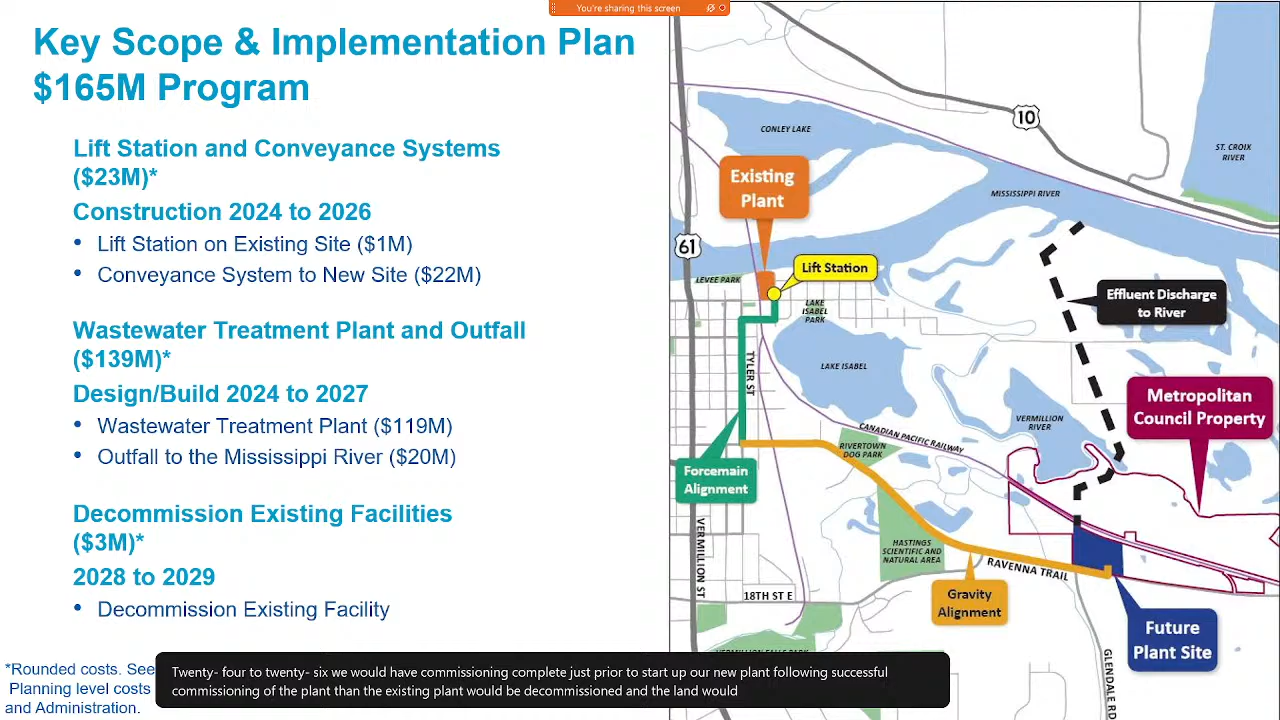 You're sharing this screen
Key Scope & Implementation Plan
$165M Program
Lift Station and Conveyance Systems
($23M)*
Construction 2024 to 2026
• Lift Station on Existing Site ($1M)
• Conveyance System to New Site ($22M)
Wastewater Treatment Plant and Outfall
($139M)*
Design/Build 2024 to 2027
• Wastewater Treatment Plant ($119M)
• Outfall to the Mississippi River ($20M)
Decommission Existing Facilities
($3M)*
2028 to 2029
• Decommission Existing Facility
*Rounded costs. See
Planning level costs
and Administration.
Twenty- four to twenty- six we would have commissioning complete just prior to start up our new plant following successful
commissioning of the plant than the existing plant would be decommissioned and the land would
10
CONLEY LAKE
ST. CROIX
RIVER
Existing
Plant
MISSISSIPPI RIVER
61
Lift Station
LEVEE PARK
LAKE
ISABEL
PARK
Effluent Discharge
to River
TYLER ST
LAKE ISABEL
Metropolitan
Council Property
VERMILLION
RIVER
CANADIAN PACIFIC RAILWAY
RIVERTOWN
DOG PARK
Forcemain
Alignment
VERMILLION ST
HASTINGS
SCIENTIFIC AND
NATURAL AREA
RAVENNA TRAIL
18TH ST E
Gravity
Alignment
Future
Plant Site
VERMILLION FALLS PARK
GLENDALE RD